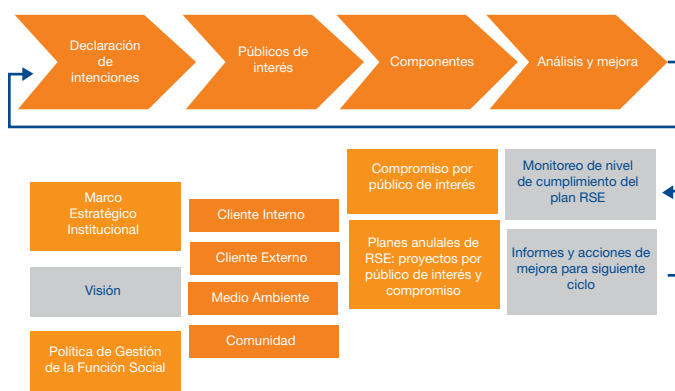 Declaración
de
intenciones
Públicos de
interés
Componentes
Análisis y mejora
Marco
Estratégico
Institucional
Visión
Política de Gestión
de la Función Social
Cliente Interno
Cliente Externo
Medio Ambiente
Comunidad
Compromiso por
público de interés
Planes anuales de
RSE: proyectos por
público de interés y
compromiso
Monitoreo de nivel
de cumplimiento del
plan RSE
Informes y acciones de
mejora para siguiente
ciclo